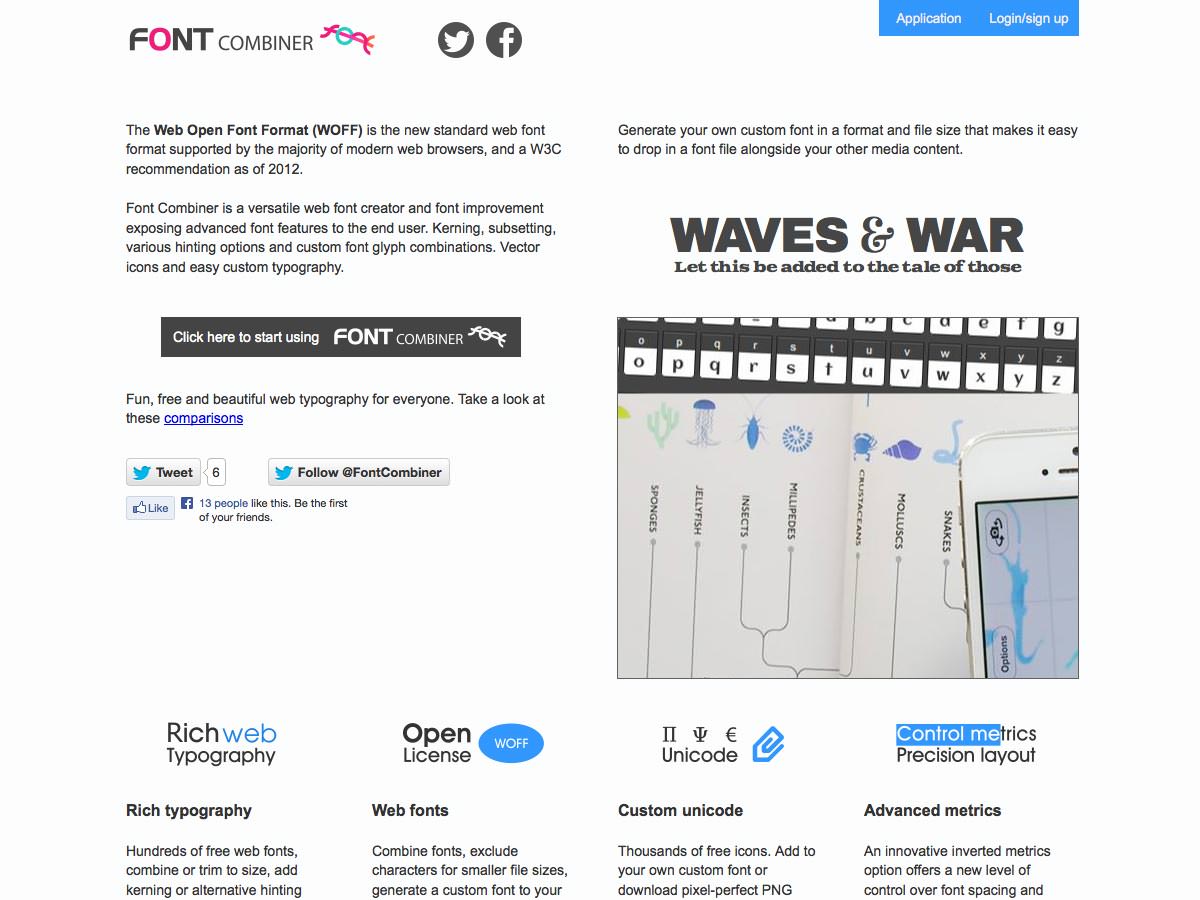 FONT COMBINER
Application
Login/sign up
The Web Open Font Format (WOFF) is the new standard web font
format supported by the majority of modern web browsers, and a W3C
recommendation as of 2012.
Font Combiner is a versatile web font creator and font improvement
exposing advanced font features to the end user. Kerning, subsetting,
various hinting options and custom font glyph combinations. Vector
icons and easy custom typography.
Click here to start using FONT COMBINER
Fun, free and beautiful web typography for everyone. Take a look at
these comparisons
Tweet 6
Follow @FontCombiner
Like
13 people like this. Be the first
of your friends.
Generate your own custom font in a format and file size that makes it easy
to drop in a font file alongside your other media content.
WAVES & WAR
Let this be added to the tale of those
a b c d e f g
o p q r s t u v w x y z
o p q r s t u v w x y z
SPONGES
JELLYFISH
INSECTS
MILLIPEDES
CRUSTACEANS
MOLLUSCS
SNAKES
Options
Rich web
Typography
Open
License
WOFF
Π Ψ €
Unicode
Control metrics
Precision layout
Rich typography
Hundreds of free web fonts,
combine or trim to size, add
kerning or alternative hinting
Web fonts
Combine fonts, exclude
characters for smaller file sizes,
generate a custom font to your
Custom unicode
Thousands of free icons. Add to
your own custom font or
download pixel-perfect PNG
Advanced metrics
An innovative inverted metrics
option offers a new level of
control over font spacing and